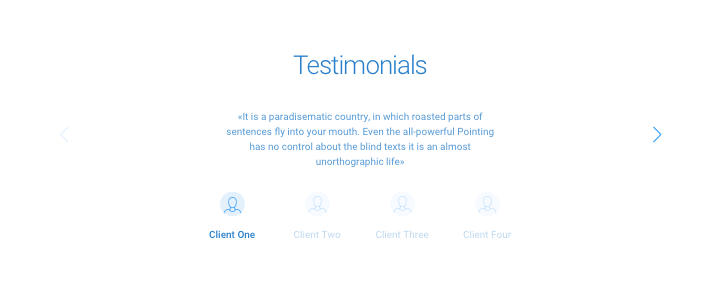 Testimonials
«It is a paradisematic country, in which roasted parts of
sentences fly into your mouth. Even the all-powerful Pointing
has no control about the blind texts it is an almost
unorthographic life»
Client One
Client Two
Client Three
Client Four